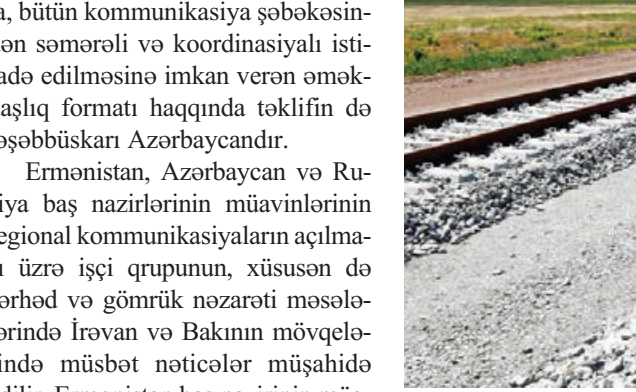 a, bütün kommunikasiya şəbəkəsin-
dən səmərəli və koordinasiyalı isti-
adə edilməsinə imkan verən əmək-
aşlıq formatı haqqında təklifin də
əşəbbüskarı Azərbaycandır.
Ermənistan, Azərbaycan və Ru-
iya baş nazirlərinin müavinlərinin
egional kommunikasiyaların açılma-
ı üzrə işçi qrupunun, xüsusən də
ərhəd və gömrük nəzarəti məsələ-
ərində İrəvan və Bakının mövqelə-
ində müsbət nəticələr müşahidə